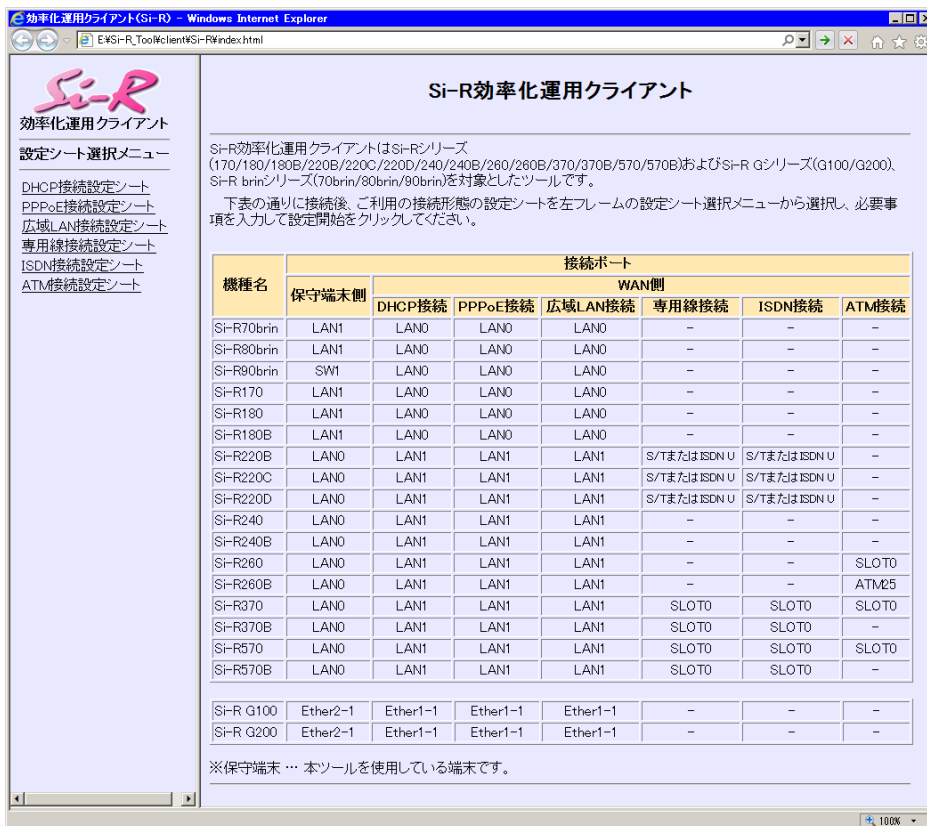 効率化運用クライアント(Si-R) - Windows Internet Explorer
E:¥Si-R_Tool¥client¥Si-R¥index.html
Si-R
効率化運用クライアント
設定シート選択メニュー
DHCP接続設定シート
PPPoE接続設定シート
広域LAN接続設定シート
専用線接続設定シート
ISDN接続設定シート
ATM接続設定シート
Si-R効率化運用クライアント
Si-R効率化運用クライアントはSi-Rシリーズ
(170/180/180B/220B/220C/220D/240/240B/260/260B/370/370B/570/570B)およびSi-R Gシリーズ(G100/G200)、
Si-R brinシリーズ(70brin/80brin/90brin)を対象としたツールです。
下表の通りに接続後、ご利用の接続形態の設定シートを左フレームの設定シート選択メニューから選択し、必要事
項を入力して設定開始をクリックしてください。
機種名 接続ポート
保守端末側 WAN側
DHCP接続 PPPoE接続 広域LAN接続 専用線接続 ISDN接続 ATM接続
Si-R70brin LAN1 LAN0 LAN0 LAN0 - - -
Si-R80brin LAN1 LAN0 LAN0 LAN0 - - -
Si-R90brin SW1 LAN0 LAN0 LAN0 - - -
Si-R170 LAN1 LAN0 LAN0 LAN0 - - -
Si-R180 LAN1 LAN0 LAN0 LAN0 - - -
Si-R180B LAN1 LAN0 LAN0 LAN0 - - -
Si-R220B LAN0 LAN1 LAN1 LAN1 S/TまたはISDN U S/TまたはISDN U -
Si-R220C LAN0 LAN1 LAN1 LAN1 S/TまたはISDN U S/TまたはISDN U -
Si-R220D LAN0 LAN1 LAN1 LAN1 S/TまたはISDN U S/TまたはISDN U -
Si-R240 LAN0 LAN1 LAN1 LAN1 - - -
Si-R240B LAN0 LAN1 LAN1 LAN1 - - -
Si-R260 LAN0 LAN1 LAN1 LAN1 - - SLOT0
Si-R260B LAN0 LAN1 LAN1 LAN1 - - ATM25
Si-R370 LAN0 LAN1 LAN1 LAN1 SLOT0 SLOT0 SLOT0
Si-R370B LAN0 LAN1 LAN1 LAN1 SLOT0 SLOT0 -
Si-R570 LAN0 LAN1 LAN1 LAN1 SLOT0 SLOT0 SLOT0
Si-R570B LAN0 LAN1 LAN1 LAN1 SLOT0 SLOT0 -
Si-R G100 Ether2-1 Ether1-1 Ether1-1 Ether1-1 - - -
Si-R G200 Ether2-1 Ether1-1 Ether1-1 Ether1-1 - - -
※保守端末 … 本ツールを使用している端末です。
100%